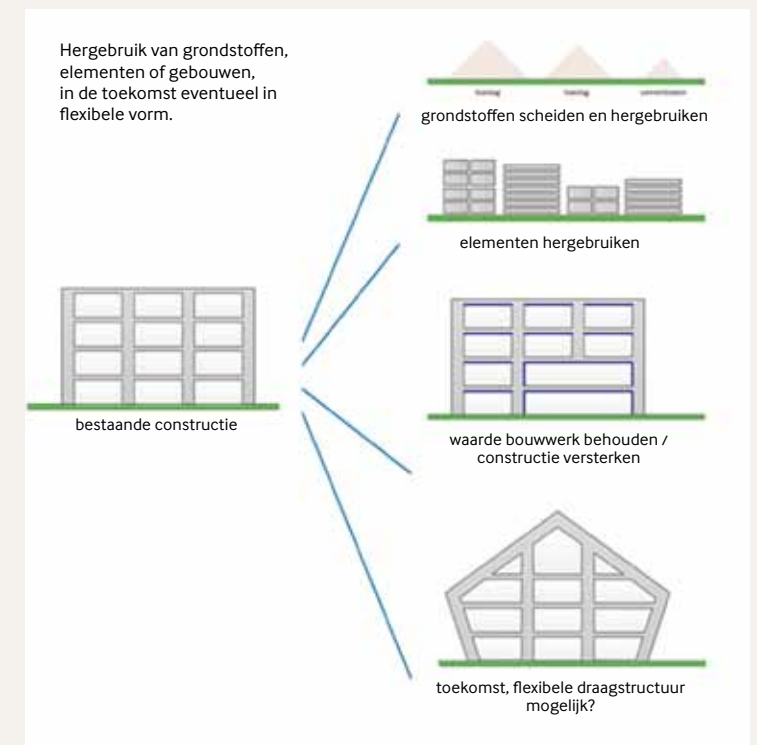 Hergebruik van grondstoffen,
elementen of gebouwen,
in de toekomst eventueel in
flexibele vorm.
grondstoffen scheiden en hergebruiken
elementen hergebruiken
bestaande constructie
waarde bouwwerk behouden /
constructie versterken
toekomst, flexibele draagstructuur
mogelijk?